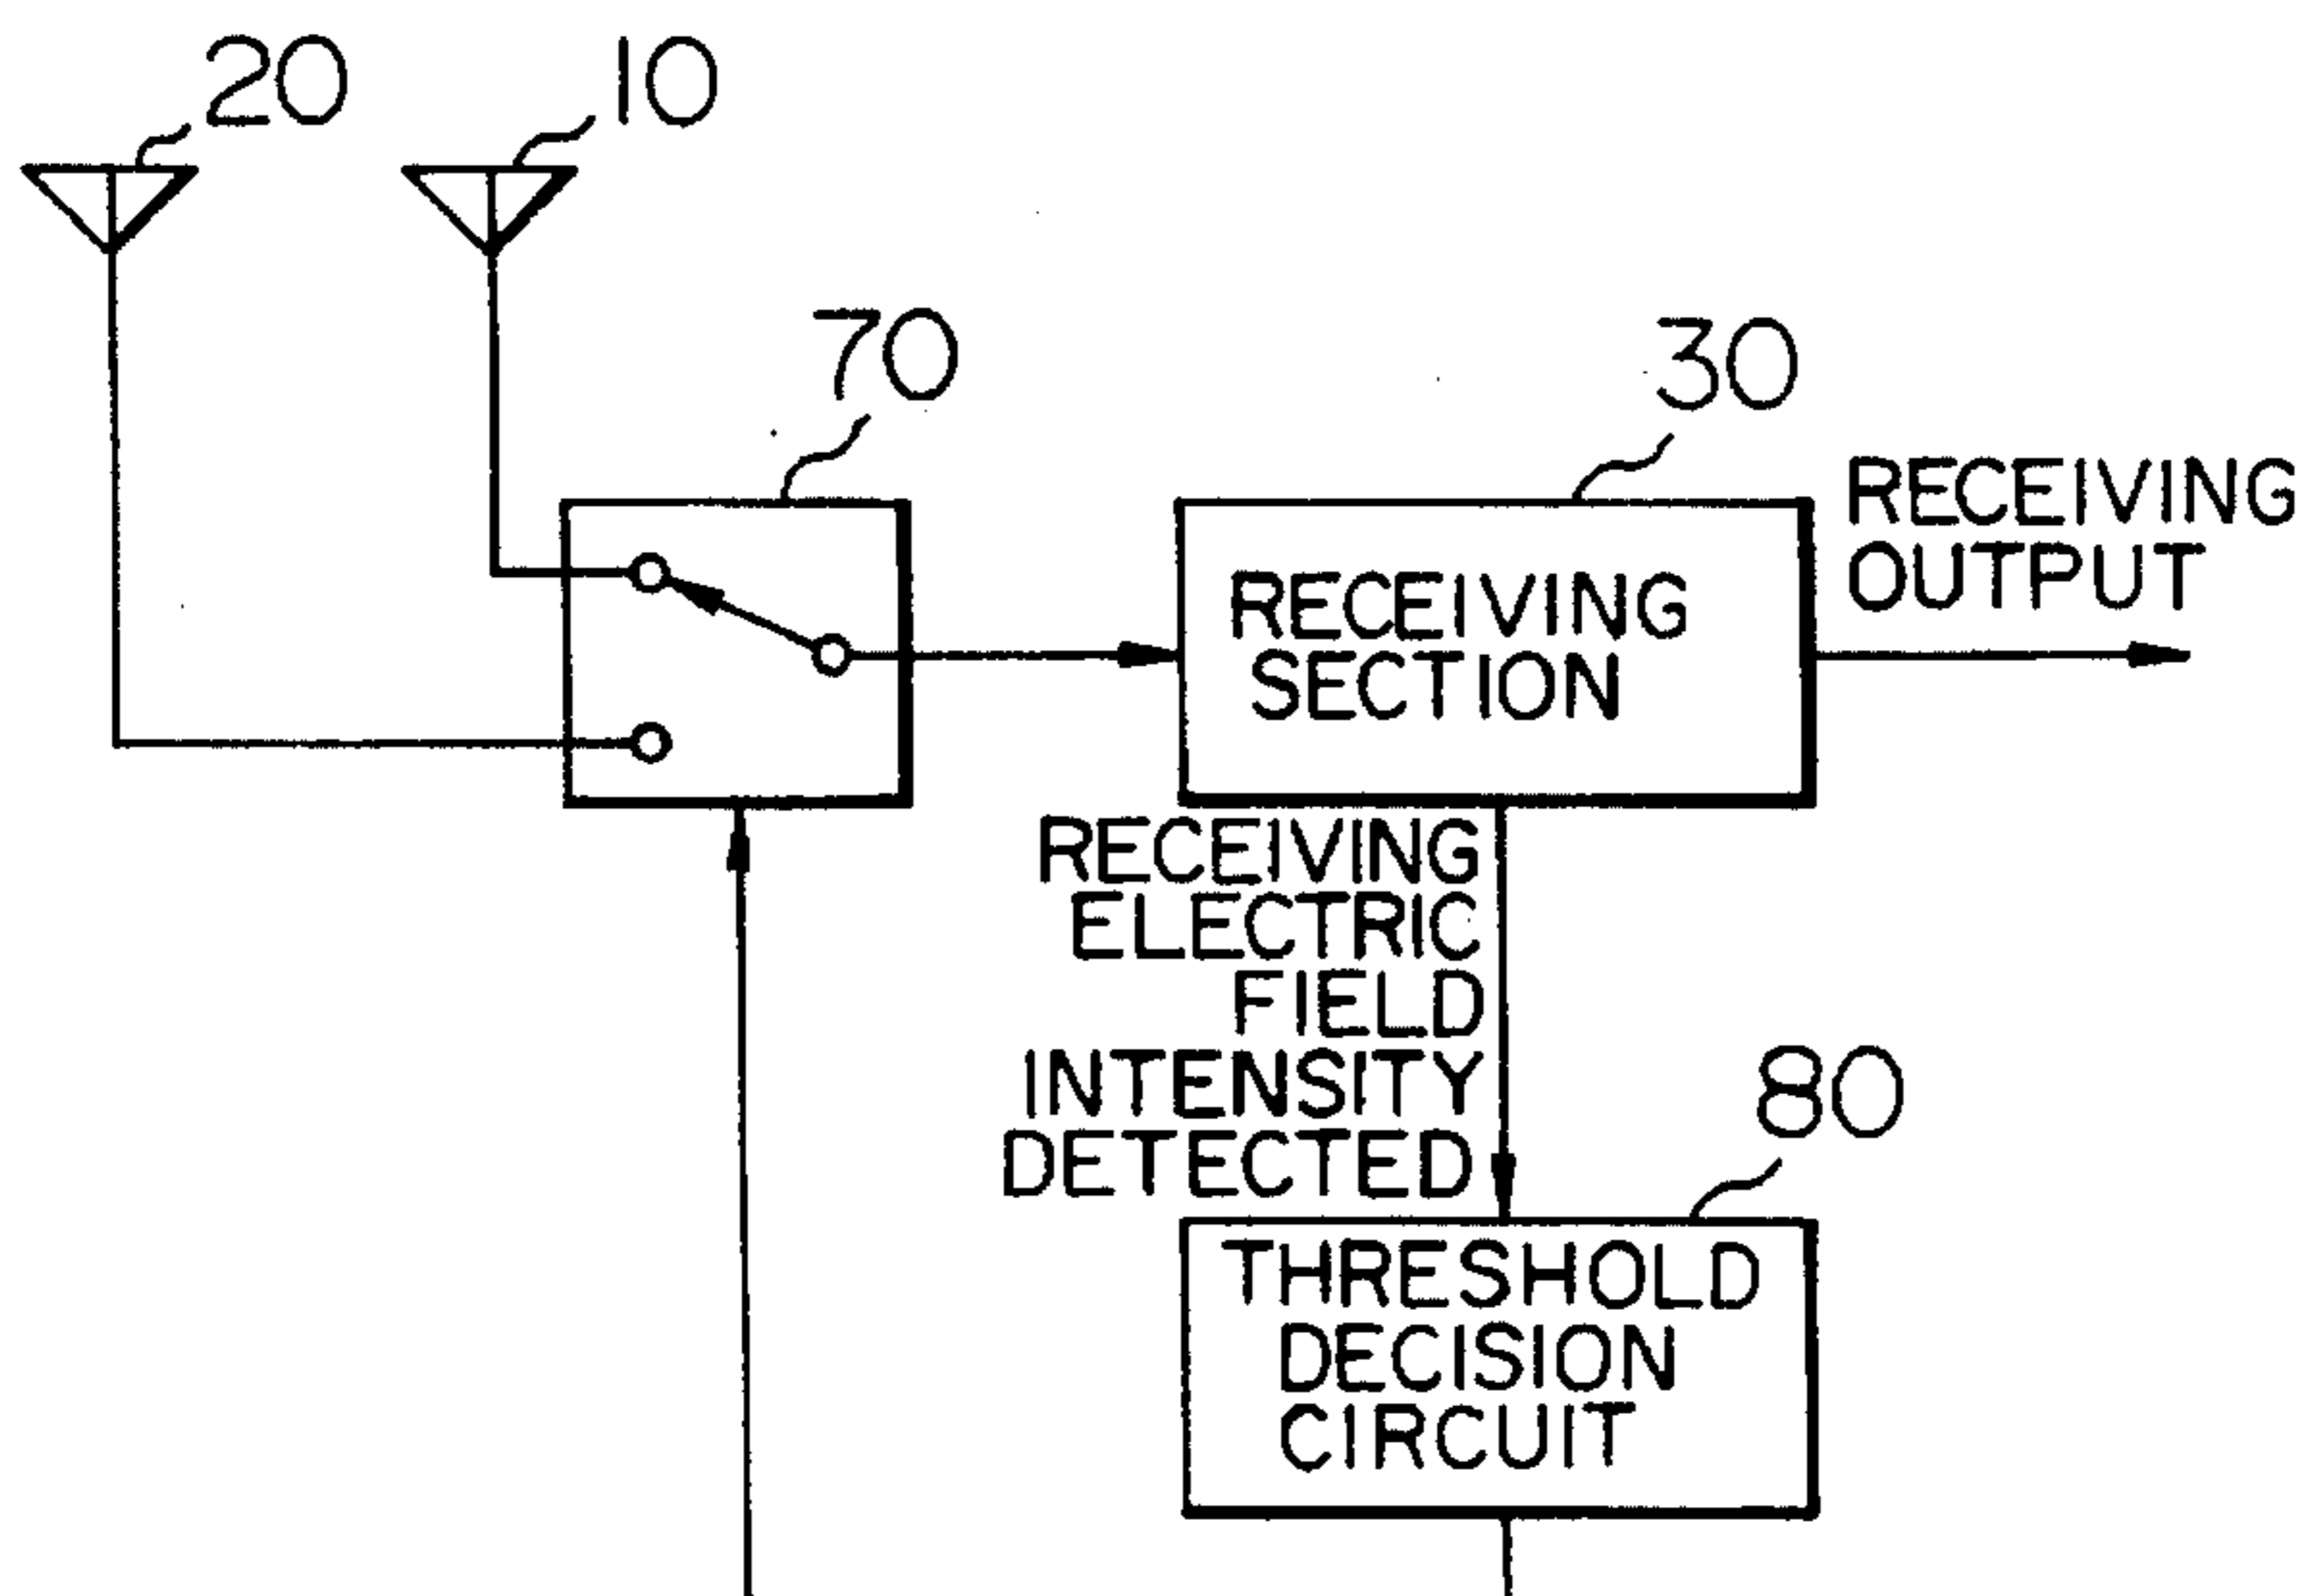 20
10
70
30
RECEIVING
OUTPUT
RECEIVING
SECTION
RECEIVING
ELECTRIC
FIELD
INTENSITY
DETECTED
80
THRESHOLD
DECISION
CIRCUIT